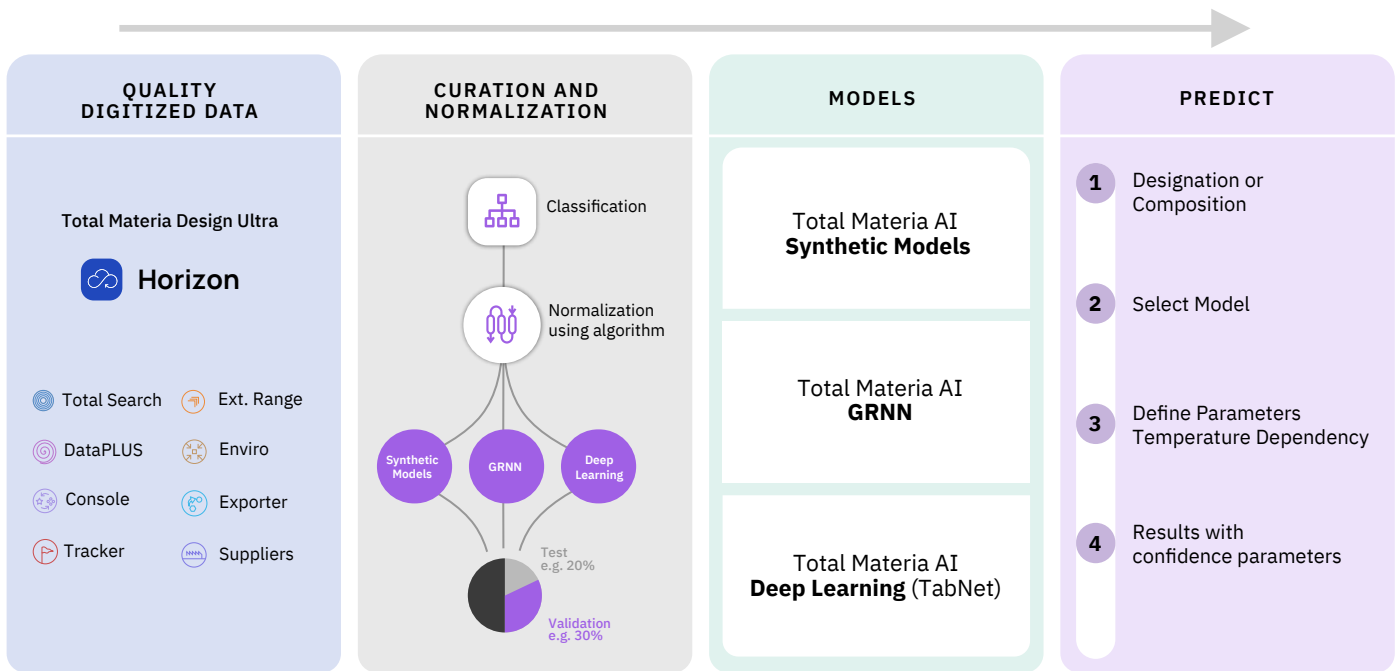 QUALITY
DIGITIZED DATA
Total Materia Design Ultra
Horizon
Total Search
Ext. Range
DataPLUS
Enviro
Console
Exporter
Tracker
Suppliers
CURATION AND
NORMALIZATION
Classification
Normalization
using algorithm
Synthetic
Models
GRNN
Deep
Learning
Test
e.g. 20%
Validation
e.g. 30%
MODELS
Total Materia AI
Synthetic Models
Total Materia AI
GRNN
Total Materia AI
Deep Learning (TabNet)
PREDICT
1
Designation or
Composition
2
Select Model
3
Define Parameters
Temperature Dependency
4
Results with
confidence parameters